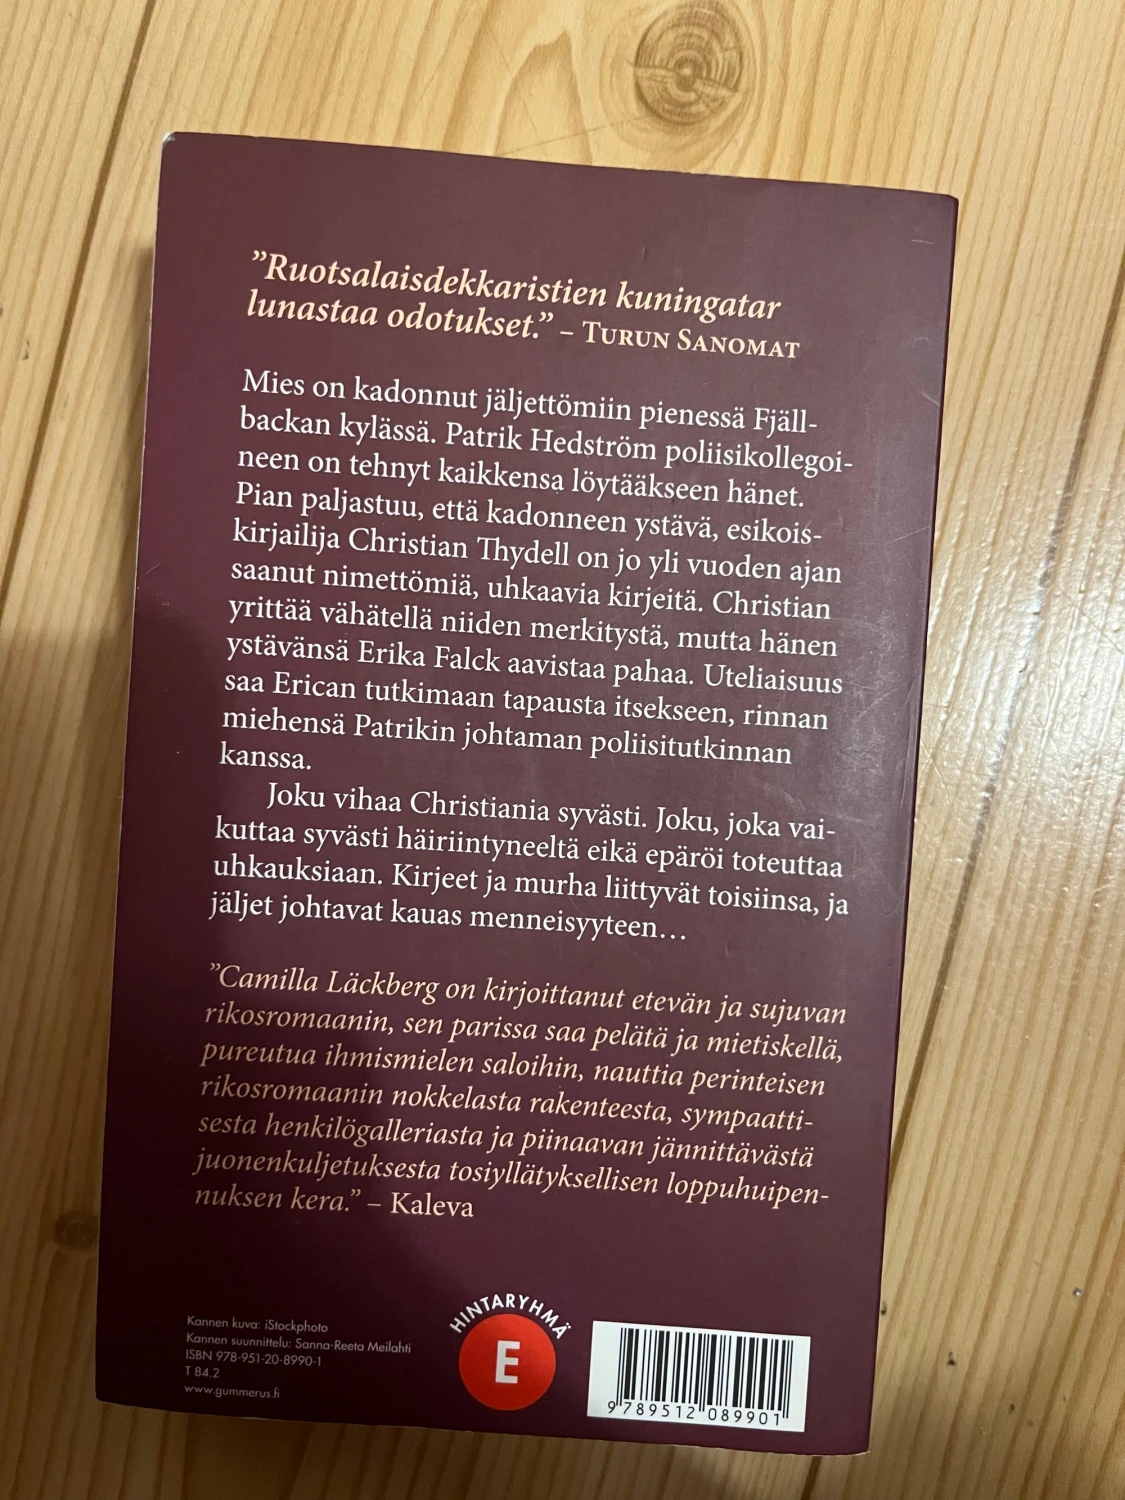 ”Ruotsalaisdekkaristien kuningatar
lunastaa odotukset.” – TURUN SANOMAT
Mies on kadonnut jäljettömiin pienessä Fjäll-
backan kylässä. Patrik Hedström poliisikollegoi-
neen on tehnyt kaikkensa löytääkseen hänet.
Pian paljastuu, että kadonneen ystävä, esikois-
kirjailija Christian Thydell on jo yli vuoden ajan
saanut nimettömiä, uhkaavia kirjeitä. Christian
yrittää vähätellä niiden merkitystä, mutta hänen
ystävänsä Erika Falck aavistaa pahaa. Uteliaisuus
saa Erican tutkimaan tapausta itsekseen, rinnan
miehensä Patrikin johtaman poliisitutkinnan
kanssa.
Joku vihaa Christiania syvästi. Joku, joka vai-
kuttaa syvästi häiriintyneeltä eikä epäröi toteuttaa
uhkauksiaan. Kirjeet ja murha liittyvät toisiinsa, ja
jäljet johtavat kauas menneisyyteen…
”Camilla Läckberg on kirjoittanut etevän ja sujuvan
rikosromaanin, sen parissa saa pelätä ja mietiskellä,
pureutua ihmismielen saloihin, nauttia perinteisen
rikosromaanin nokkelasta rakenteesta, sympaatti-
sesta henkilögalleriasta ja piinaavan jännittävästä
juonenkuljetuksesta tosiyllätyksellisen loppuhuipen-
nuksen kera.” – Kaleva
Kannen kuva: iStockphoto
Kannen suunnittelu: Sanna-Reeta Meilahti
ISBN 978-951-20-8990-1
T 84.2
www.gummerus.fi
HINTARYHMÄ
E
9 789512 089901